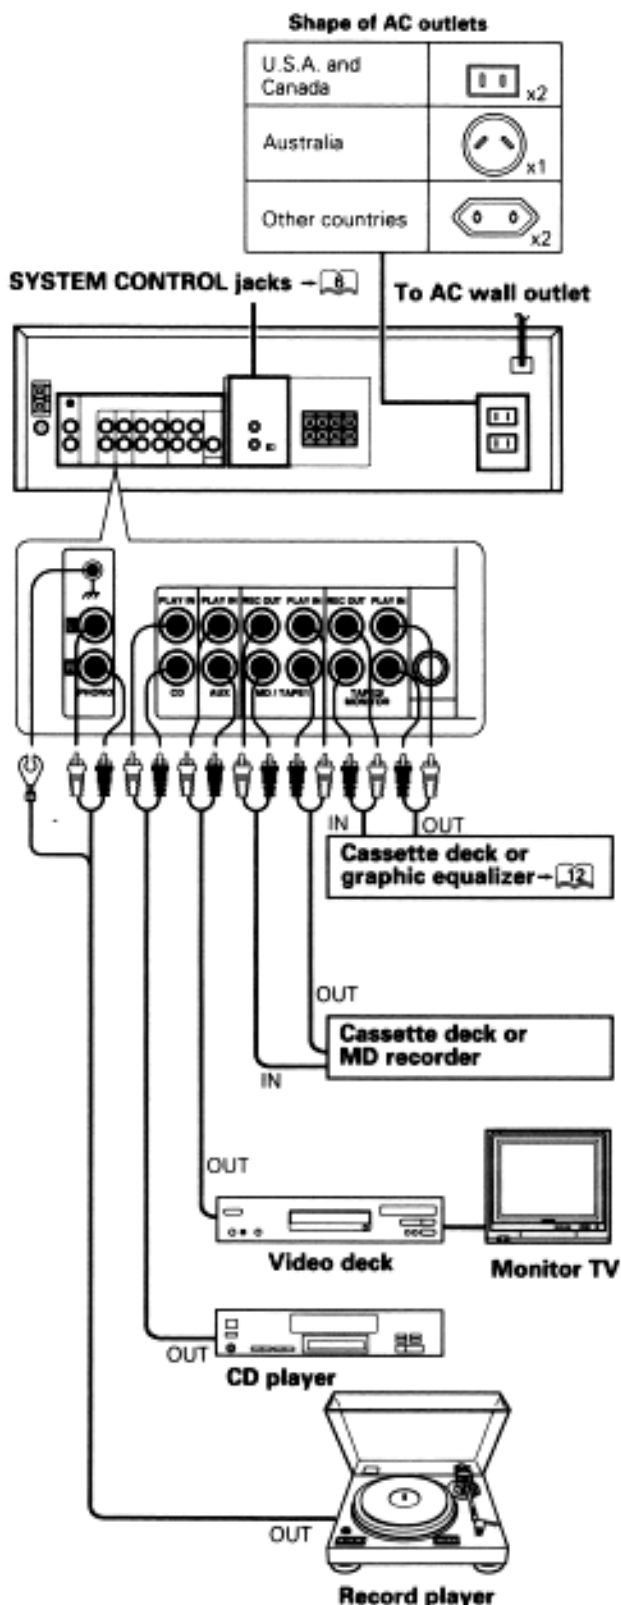 Shape of AC outlets
U.S.A. and
Canada
x2
Australia
x1
Other countries
x2
SYSTEM CONTROL jacks → 6
To AC wall outlet
PLAY IN PLAY IN REC OUT PLAY IN REC OUT PLAY IN
PHONO CD AUX MD / TAPE1 TAPE2/
MONITOR
IN OUT
Cassette deck or
graphic equalizer → 12
OUT
Cassette deck or
MD recorder
IN
OUT
Video deck
Monitor TV
OUT
CD player
OUT
Record player